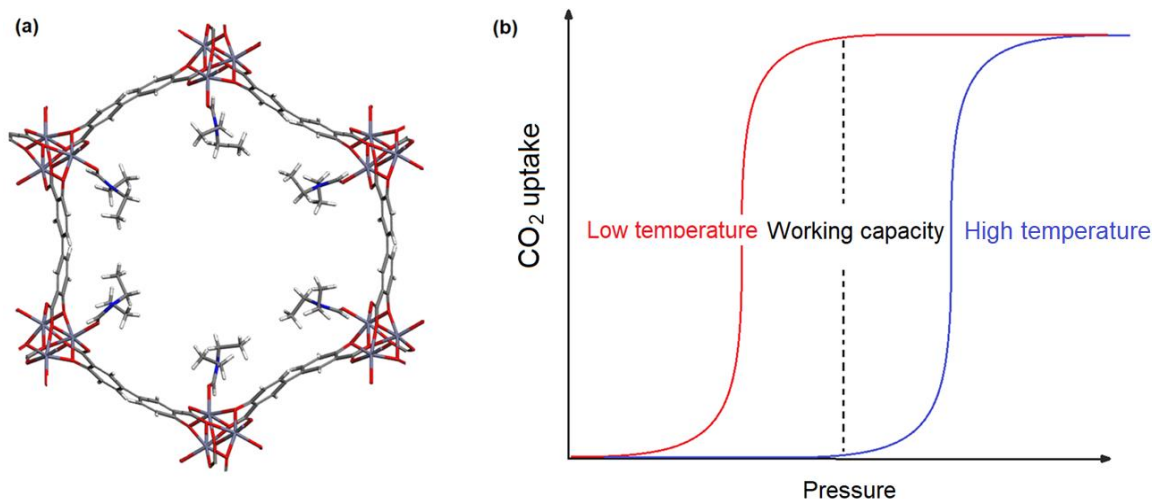 (a)
(b)
CO₂ uptake
Low temperature
Working capacity
High temperature
Pressure